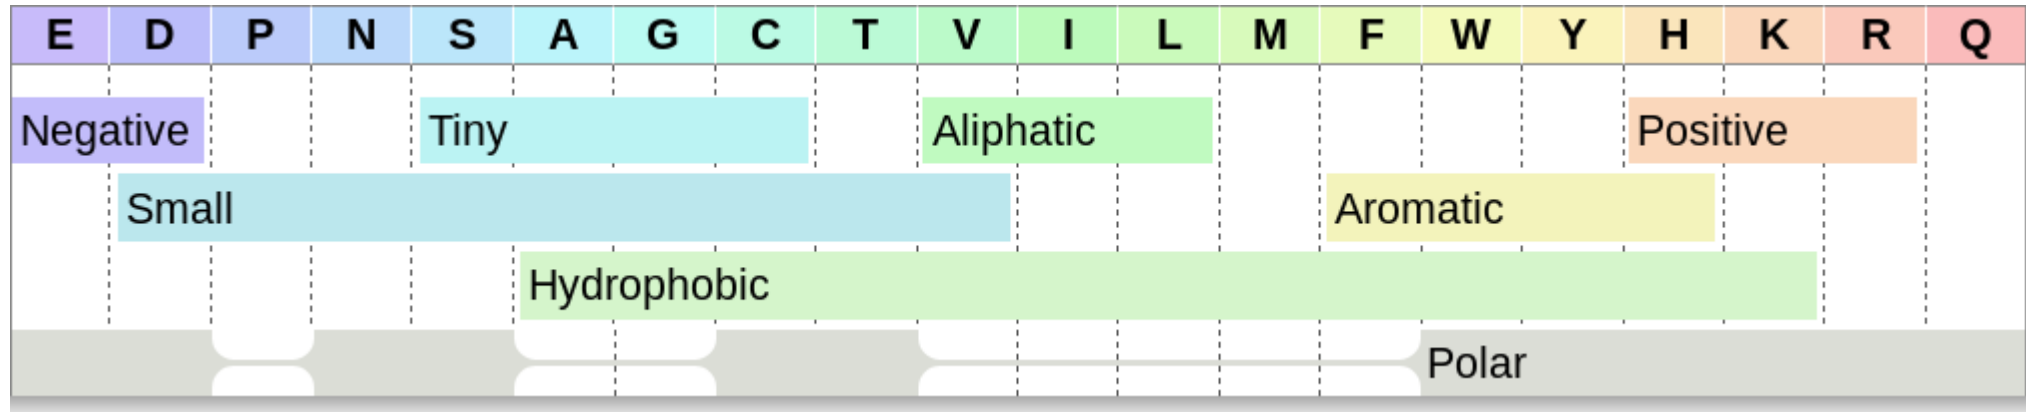 E D P N S A G C T V I L M F W Y H K R Q
Negative Tiny Aliphatic Positive
Small Aromatic
Hydrophobic
Polar